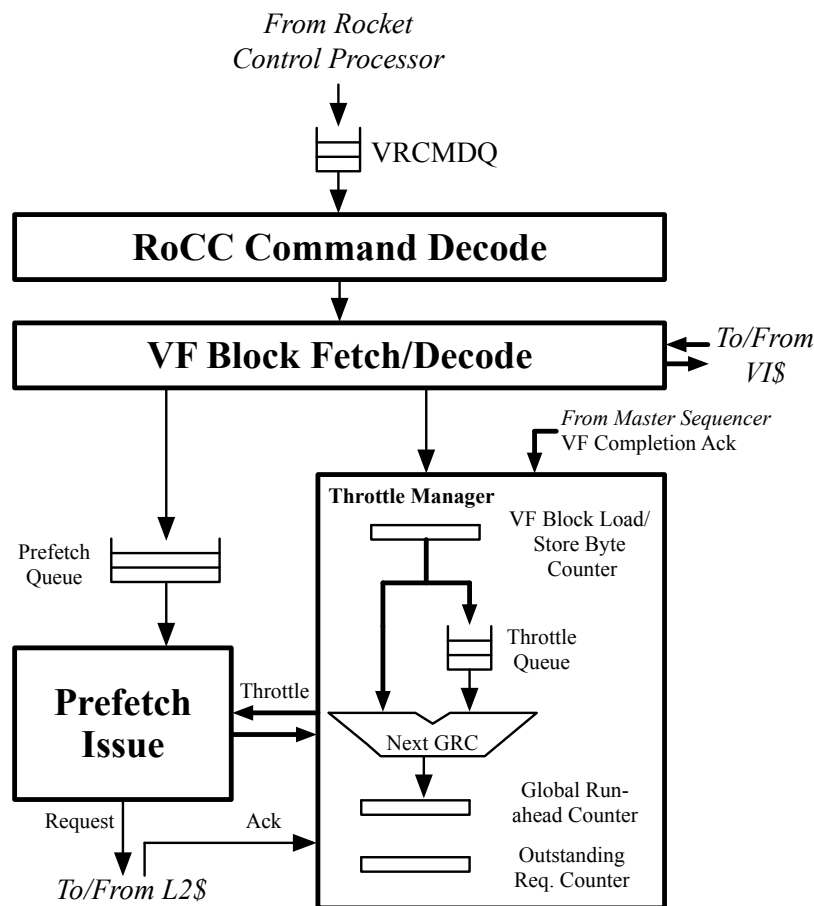 From Rocket
Control Processor
VRCMDQ
RoCC Command Decode
VF Block Fetch/Decode
To/From
VI$
From Master Sequencer
VF Completion Ack
Throttle Manager
VF Block Load/
Store Byte
Counter
Prefetch
Queue
Throttle
Queue
Prefetch
Issue
Throttle
Next GRC
Global Run-
ahead Counter
Request
Ack
Outstanding
Req. Counter
To/From L2$